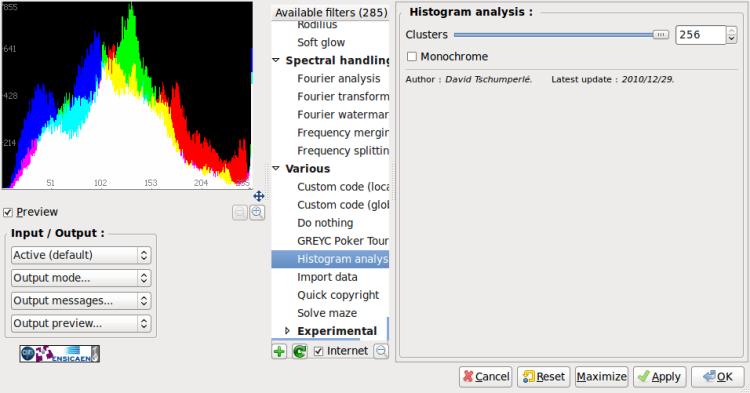 855
641
428
214
51
102
153
204
255
Preview
Input / Output :
Active (default)
Output mode...
Output messages...
Output preview...
ENSICAEN
Available filters (285)
Rodilius
Soft glow
Spectral handling
Fourier analysis
Fourier transform
Fourier watermar
Frequency mergin
Frequency splittin
Various
Custom code (loca
Custom code (glol
Do nothing
GREYC Poker Tour
Histogram analys
Import data
Quick copyright
Solve maze
Experimental
Internet
Histogram analysis :
Clusters 256
Monochrome
Author : David Tschumperlé. Latest update : 2010/12/29.
Cancel Reset Maximize Apply OK